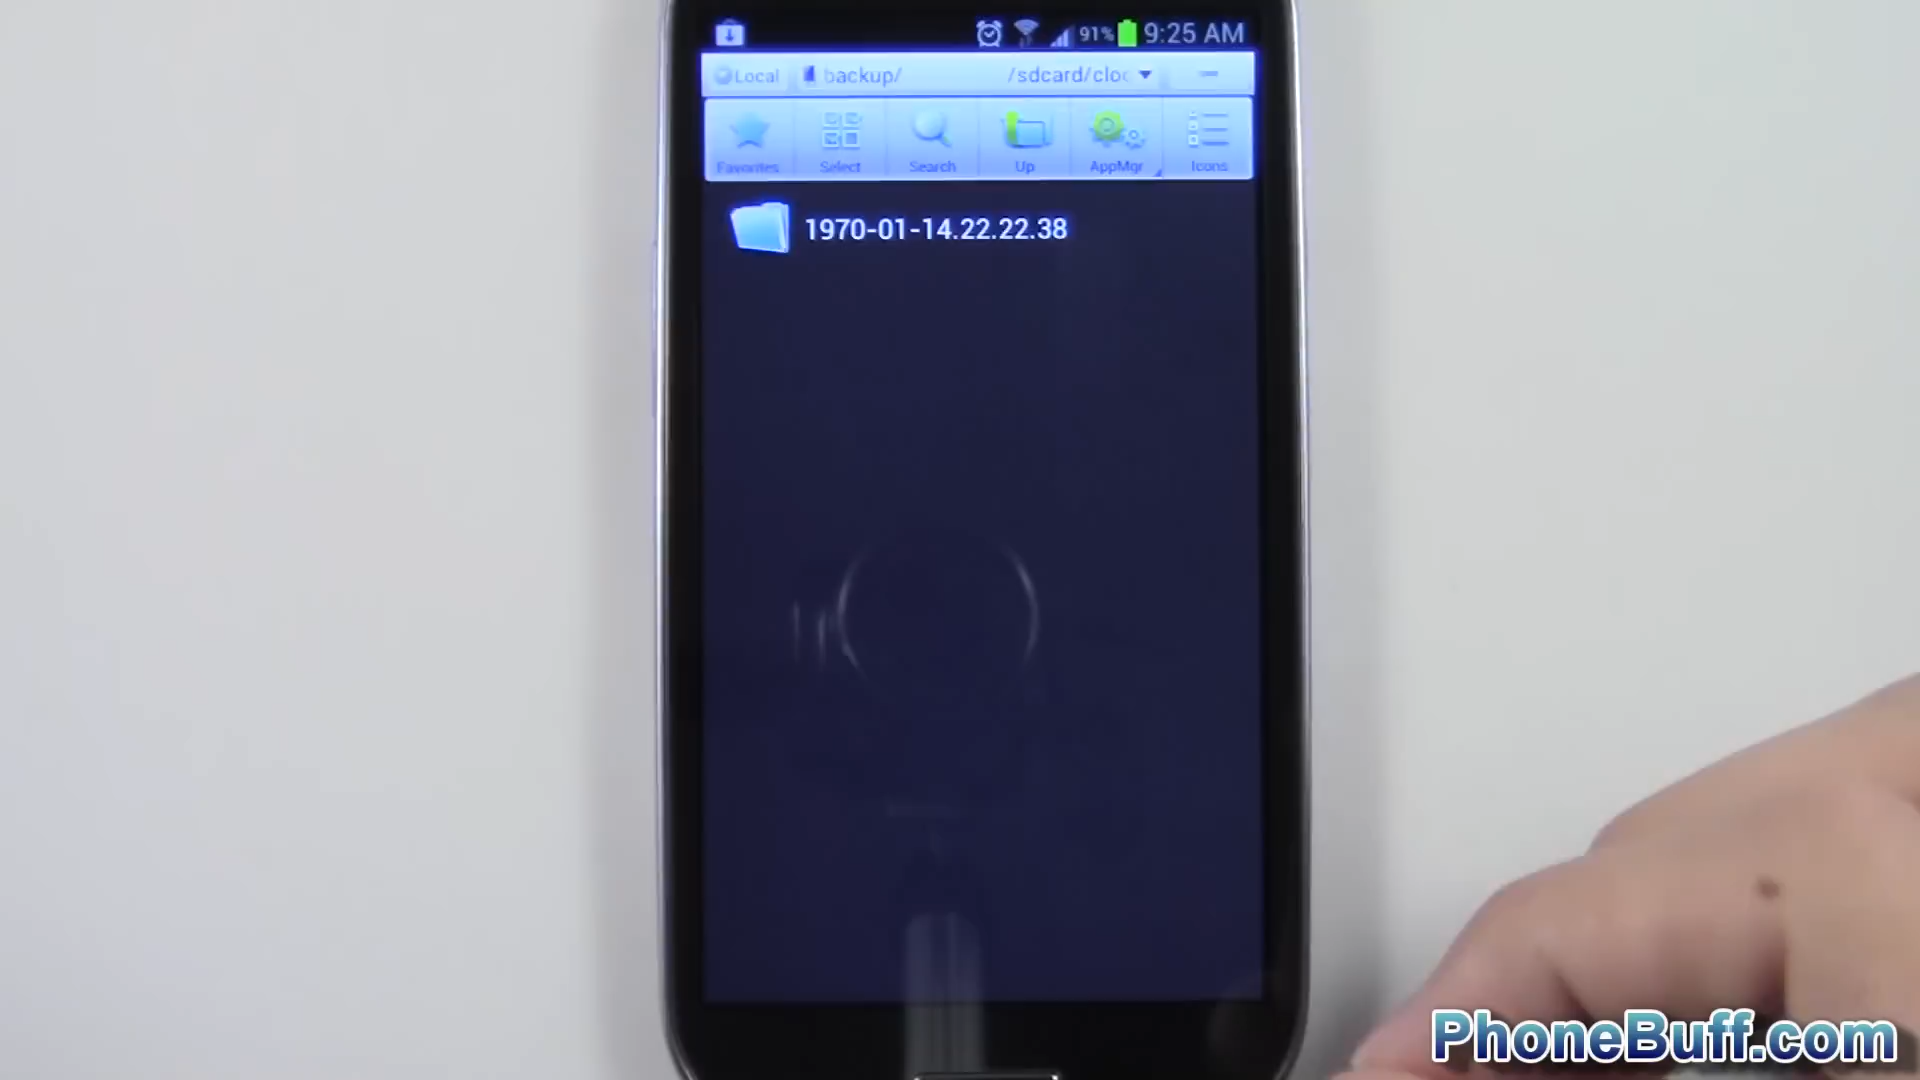 91% 9:25 AM
Local backup/ /sdcard/cloc
Favorites Select Search Up AppMgr Icons
1970-01-14.22.22.38
PhoneBuff.com